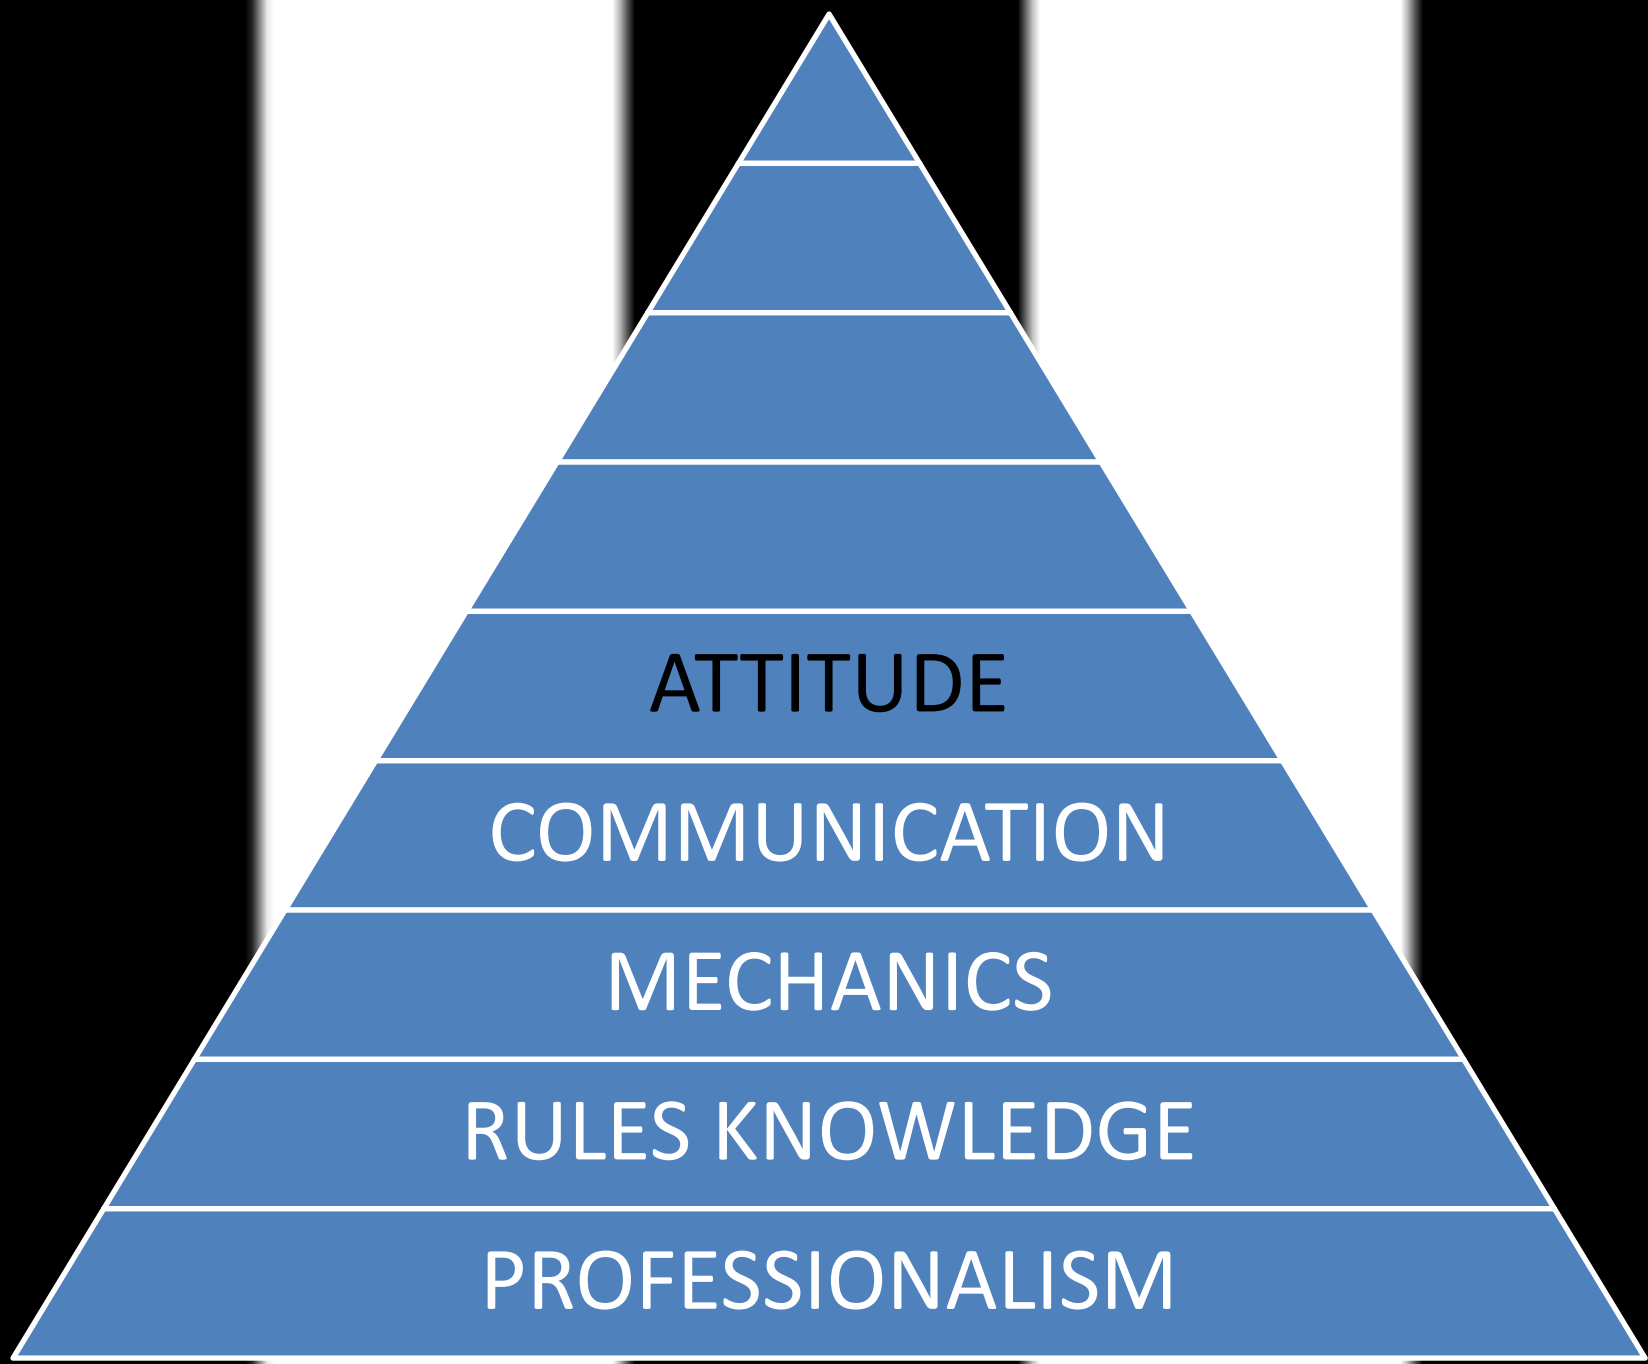 ATTITUDE
COMMUNICATION
MECHANICS
RULES KNOWLEDGE
PROFESSIONALISM